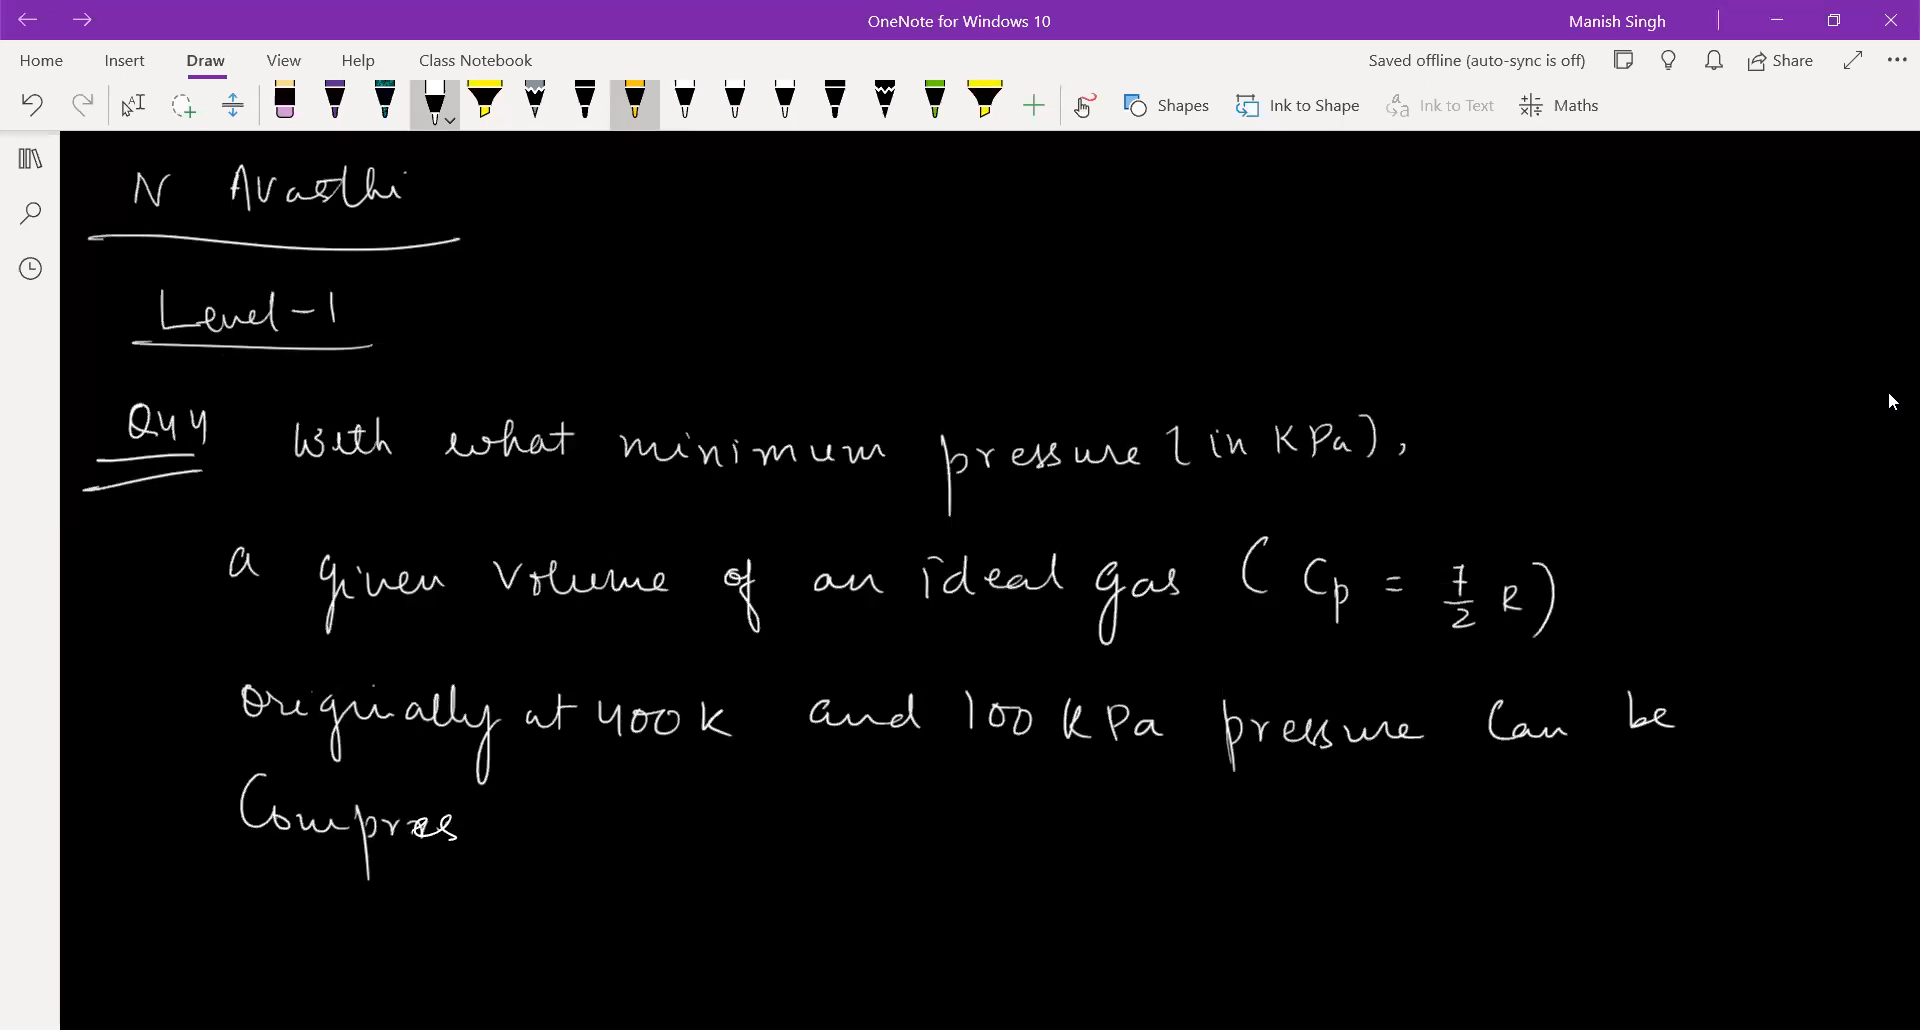 OneNote for Windows 10
Manish Singh
Home Insert Draw View Help Class Notebook
Saved offline (auto-sync is off) Share
Shapes Ink to Shape Ink to Text Maths
N Avasthi
Level-1
Q44 With what minimum pressure (in KPa),
a given volume of an ideal gas ( Cp = 7/2 R)
originally at 400 K and 100 KPa pressure can be
Compress